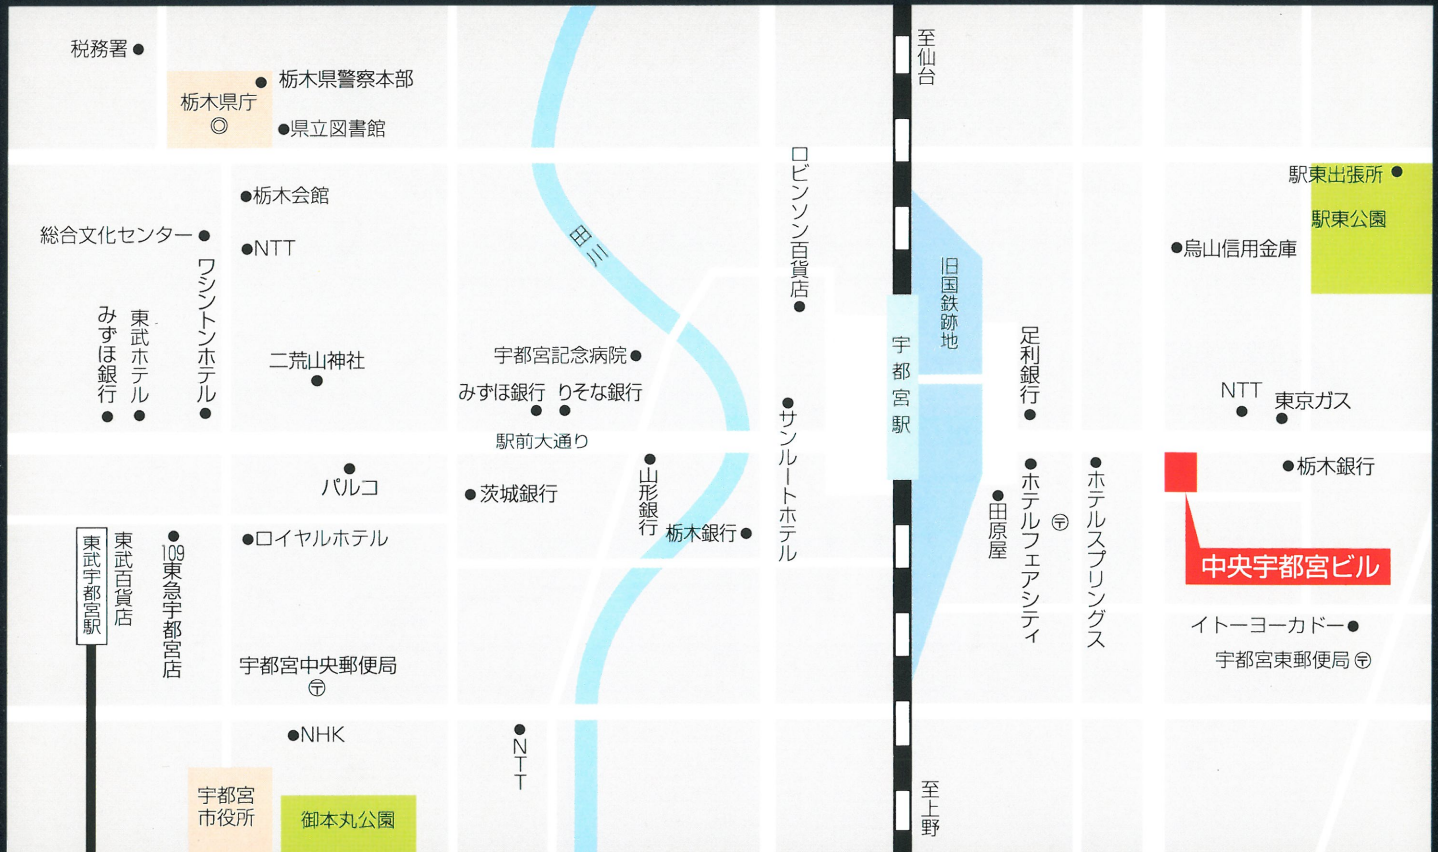 税務署
栃木県警察本部
栃木県庁
県立図書館
至仙台
栃木会館
総合文化センター
NTT
ワシントンホテル
東武ホテル
みずほ銀行
二荒山神社
田川
ロビンソン百貨店
宇都宮記念病院
みずほ銀行
りそな銀行
駅前大通り
パルコ
茨城銀行
山形銀行
栃木銀行
サンルートホテル
宇都宮駅
旧国鉄跡地
駅東出張所
駅東公園
烏山信用金庫
足利銀行
NTT
東京ガス
栃木銀行
田原屋
ホテルフェアシティ
〒
ホテルスプリングス
中央宇都宮ビル
イトーヨーカドー
宇都宮東郵便局〒
東武宇都宮駅
東武百貨店
109
東急宇都宮店
ロイヤルホテル
宇都宮中央郵便局
〒
NHK
NTT
宇都宮
市役所
御本丸公園
至上野